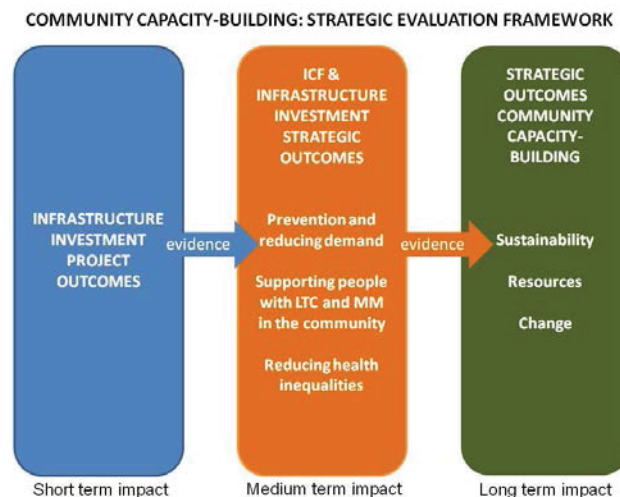 COMMUNITY CAPACITY-BUILDING: STRATEGIC EVALUATION FRAMEWORK
INFRASTRUCTURE
INVESTMENT
PROJECT
OUTCOMES
evidence
ICF &
INFRASTRUCTURE
INVESTMENT
STRATEGIC
OUTCOMES
Prevention and
reducing demand
Supporting people
with LTC and MM
in the community
Reducing health
inequalities
evidence
STRATEGIC
OUTCOMES
COMMUNITY
CAPACITY-
BUILDING
Sustainability
Resources
Change
Short term impact
Medium term impact
Long term impact